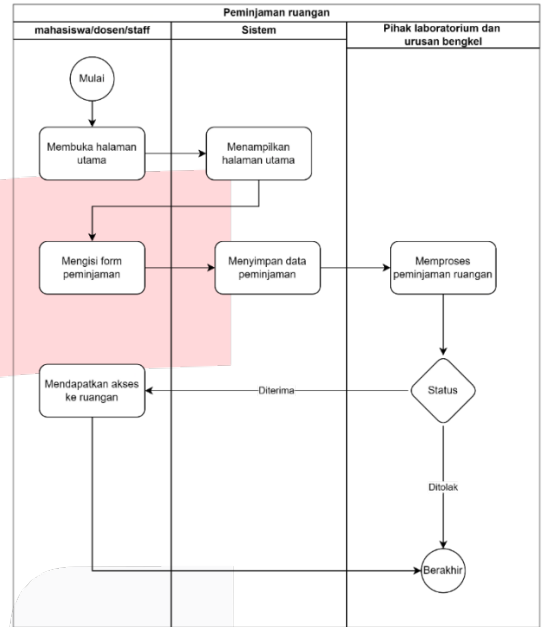 Peminjaman ruangan
mahasiswa/dosen/staff
Sistem
Pihak laboratorium dan
urusan bengkel
Mulai
Membuka halaman
utama
Menampilkan
halaman utama
Mengisi form
peminjaman
Menyimpan data
peminjaman
Memproses
peminjaman ruangan
Mendapatkan akses
ke ruangan
Diterima
Status
Ditolak
Berakhir